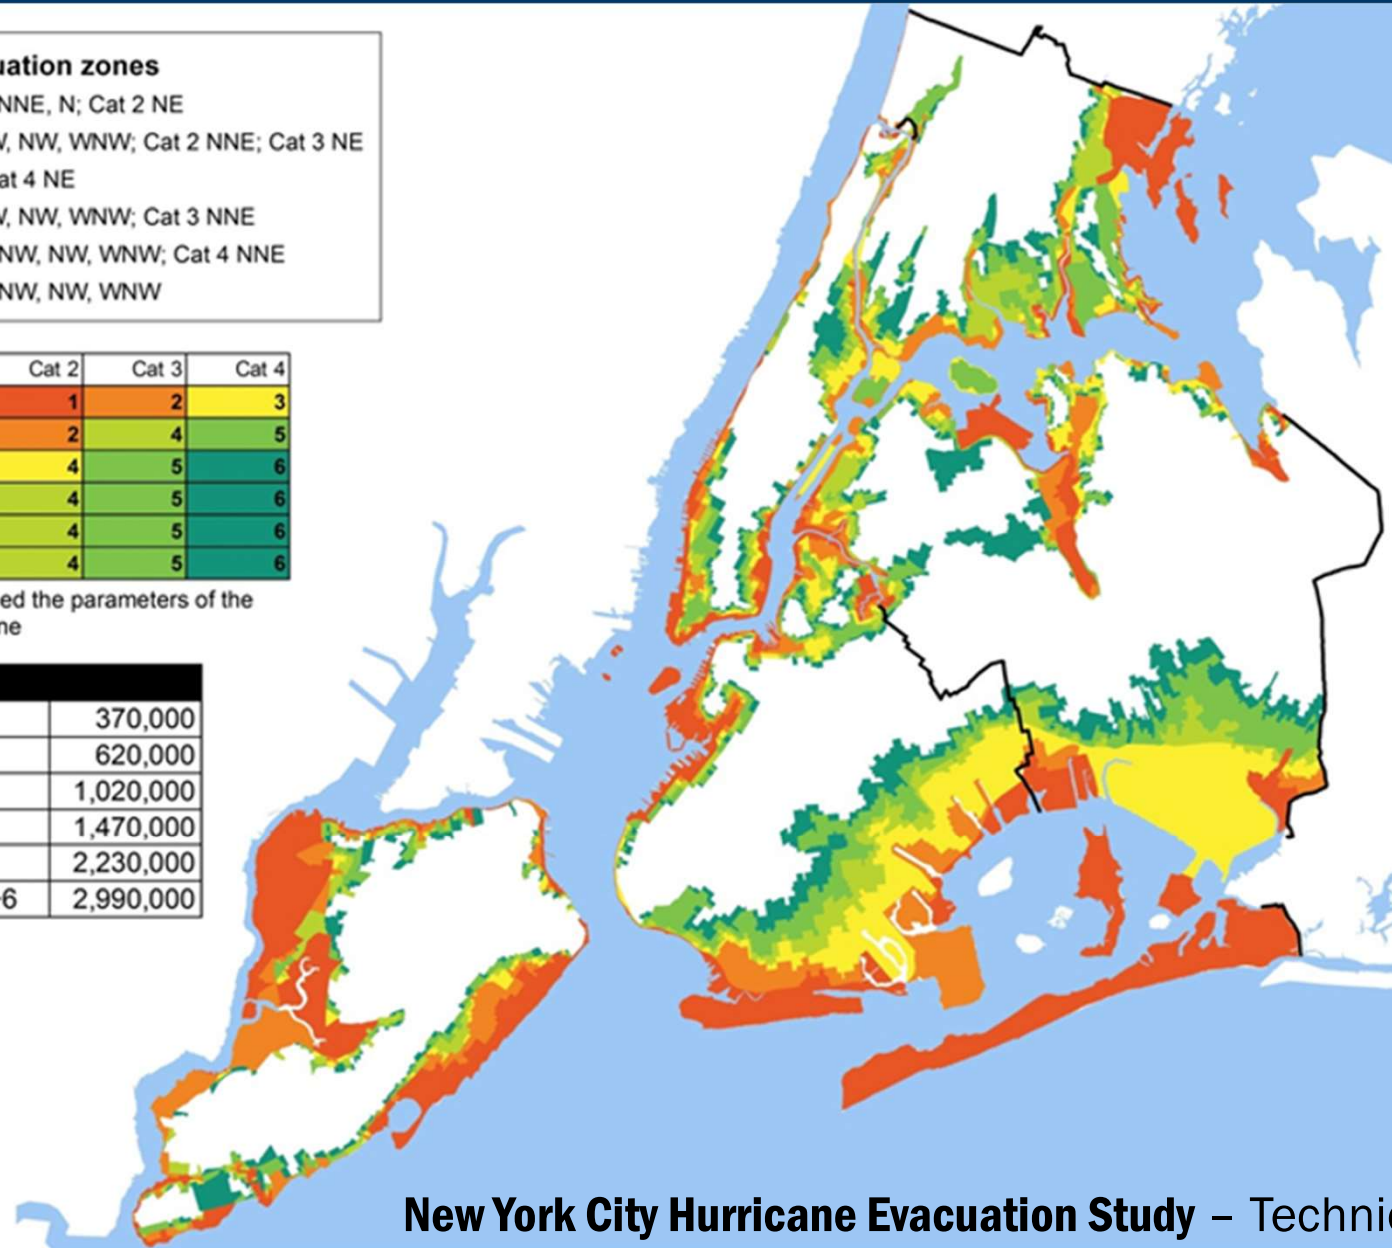 uation zones
NNE, N; Cat 2 NE
NW, WNW; Cat 2 NNE; Cat 3 NE
at 4 NE
NW, WNW; Cat 3 NNE
NW, NW, WNW; Cat 4 NNE
NW, NW, WNW
Cat 2 Cat 3 Cat 4
1 2 3
2 4 5
4 5 6
4 5 6
4 5 6
4 5 6
ed the parameters of the
ne
370,000
620,000
1,020,000
1,470,000
2,230,000
6 2,990,000
New York City Hurricane Evacuation Study – Technic